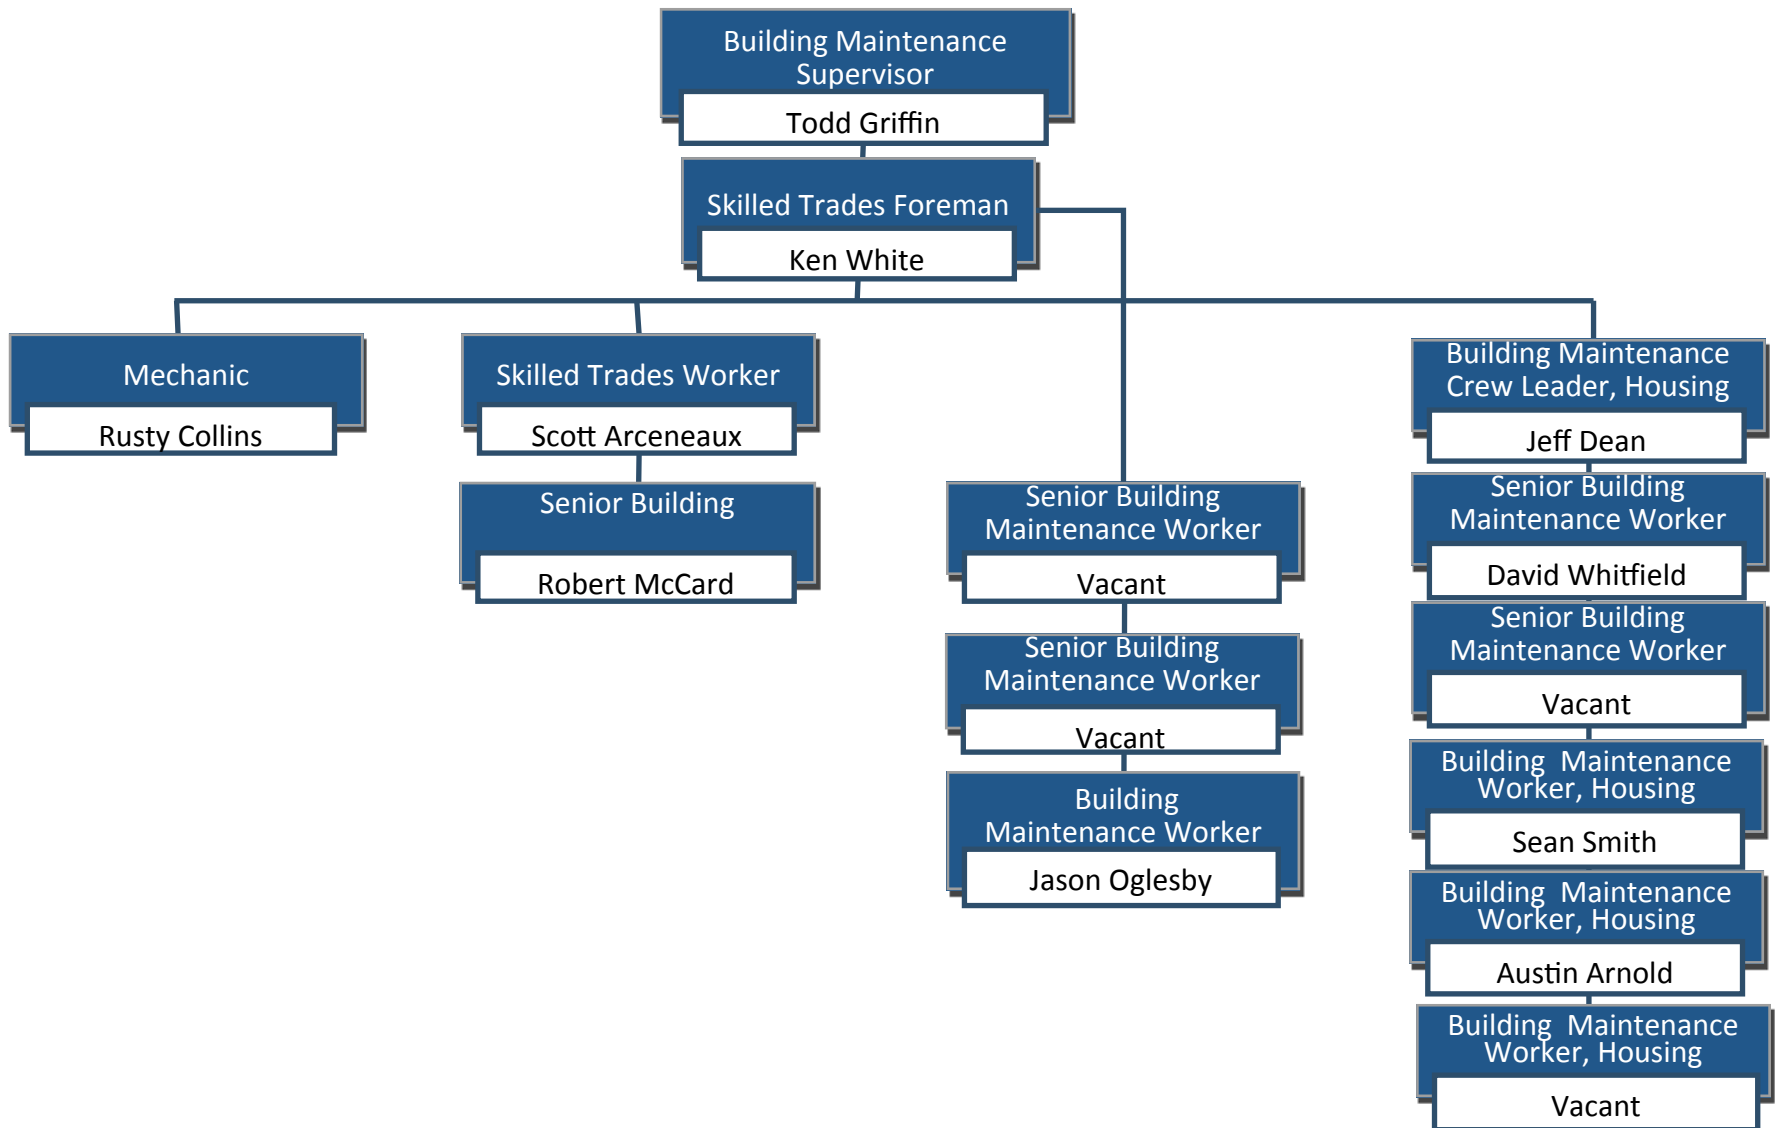 Building Maintenance
Supervisor
Todd Griffin
Skilled Trades Foreman
Ken White
Mechanic
Rusty Collins
Skilled Trades Worker
Scott Arceneaux
Senior Building
Robert McCard
Senior Building
Maintenance Worker
Vacant
Senior Building
Maintenance Worker
Vacant
Building
Maintenance Worker
Jason Oglesby
Building Maintenance
Crew Leader, Housing
Jeff Dean
Senior Building
Maintenance Worker
David Whitfield
Senior Building
Maintenance Worker
Vacant
Building  Maintenance
Worker, Housing
Sean Smith
Building  Maintenance
Worker, Housing
Austin Arnold
Building  Maintenance
Worker, Housing
Vacant